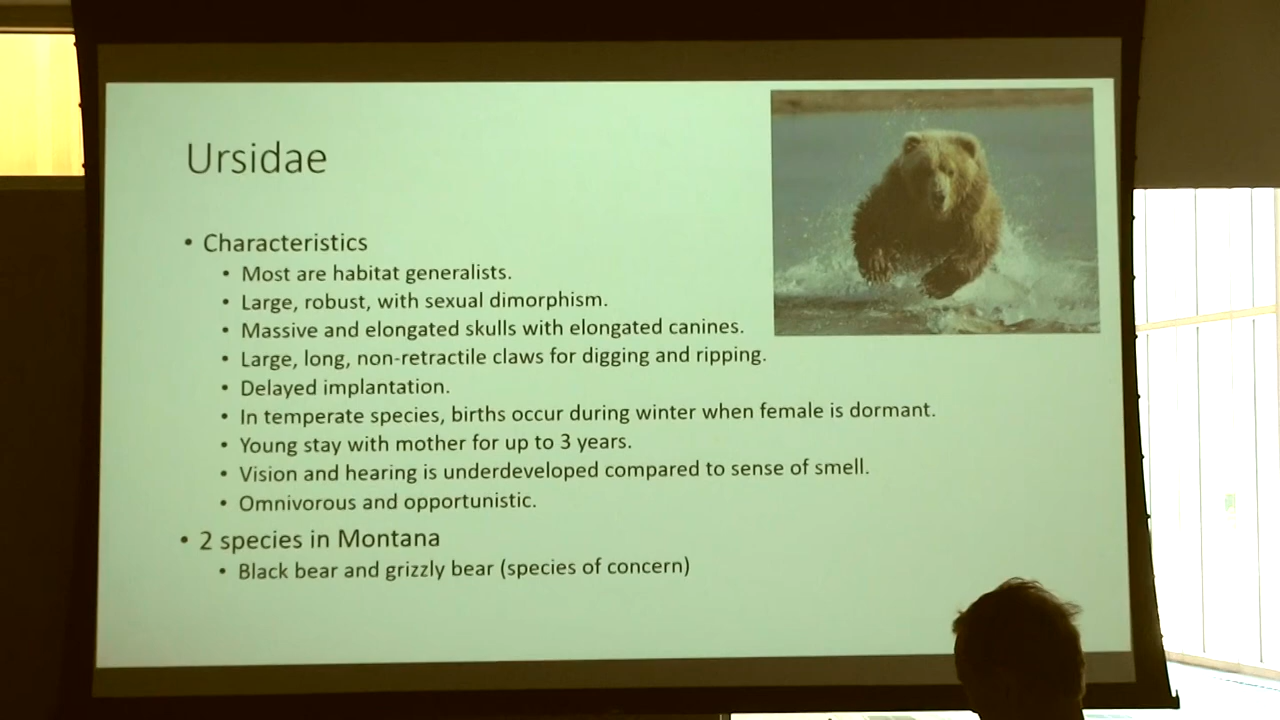 Ursidae
• Characteristics
• Most are habitat generalists.
• Large, robust, with sexual dimorphism.
• Massive and elongated skulls with elongated canines.
• Large, long, non-retractile claws for digging and ripping.
• Delayed implantation.
• In temperate species, births occur during winter when female is dormant.
• Young stay with mother for up to 3 years.
• Vision and hearing is underdeveloped compared to sense of smell.
• Omnivorous and opportunistic.
• 2 species in Montana
• Black bear and grizzly bear (species of concern)